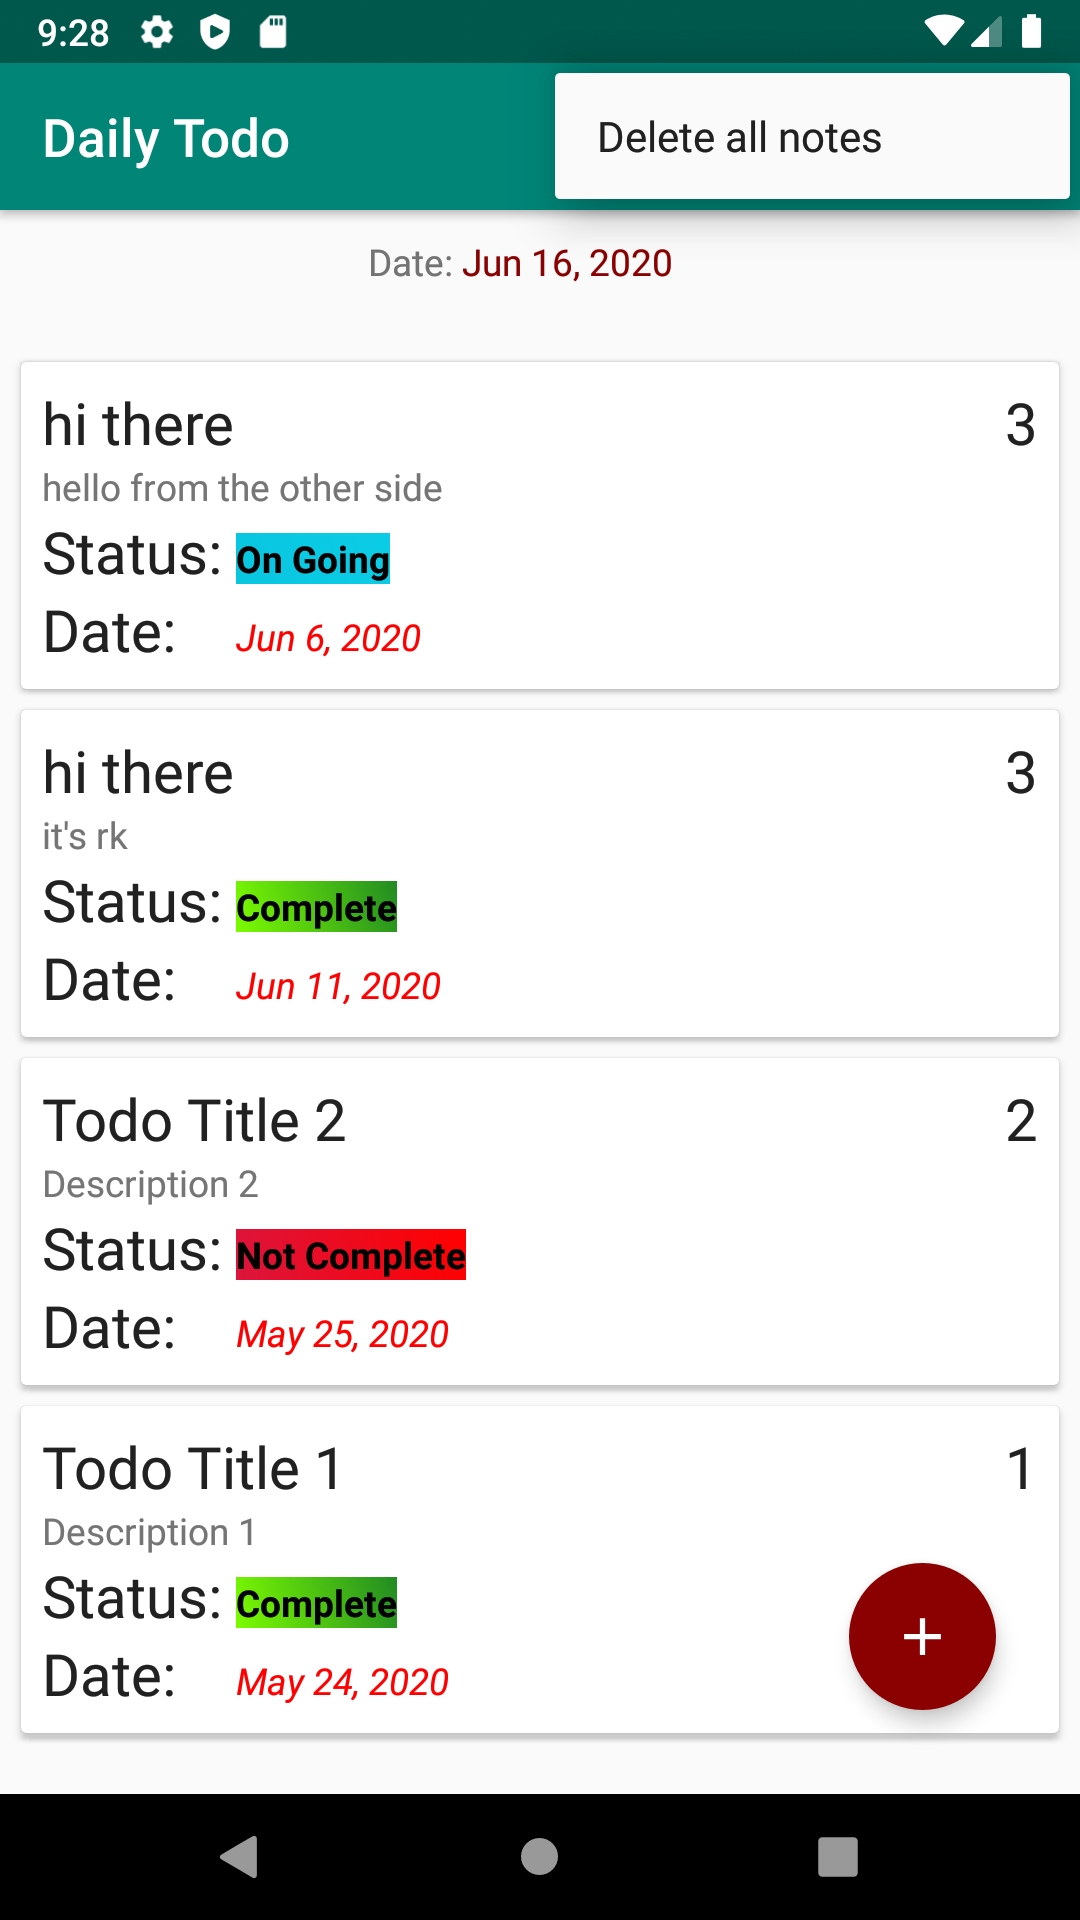 9:28
Daily Todo
Delete all notes
Date: Jun 16, 2020
hi there 3
hello from the other side
Status: On Going
Date: Jun 6, 2020
hi there 3
it's rk
Status: Complete
Date: Jun 11, 2020
Todo Title 2 2
Description 2
Status: Not Complete
Date: May 25, 2020
Todo Title 1 1
Description 1
Status: Complete
Date: May 24, 2020